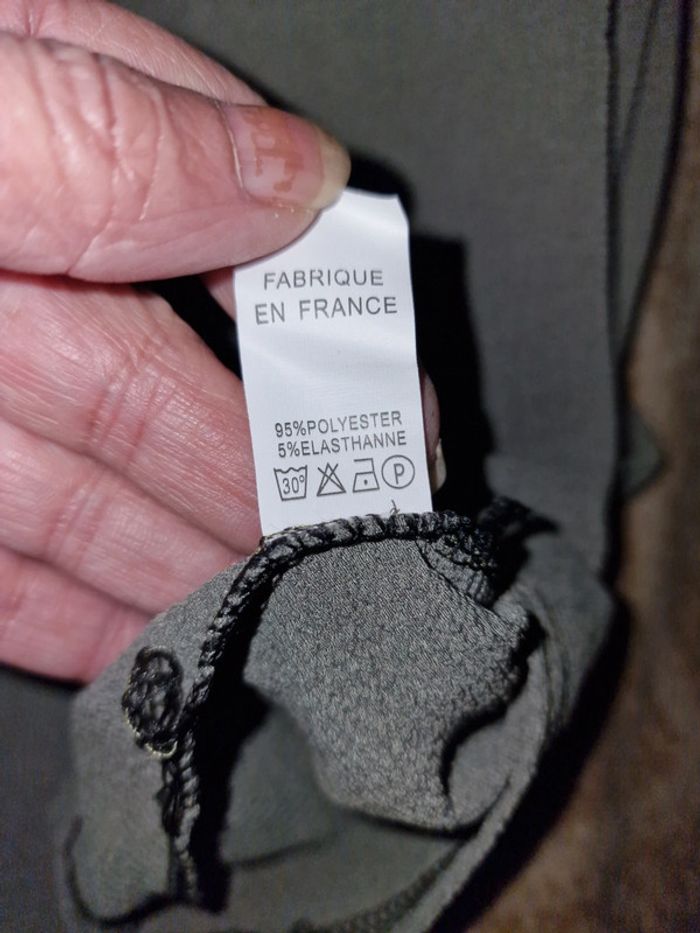 FABRIQUE
EN FRANCE
95%POLYESTER
5%ELASTHANNE
30° P